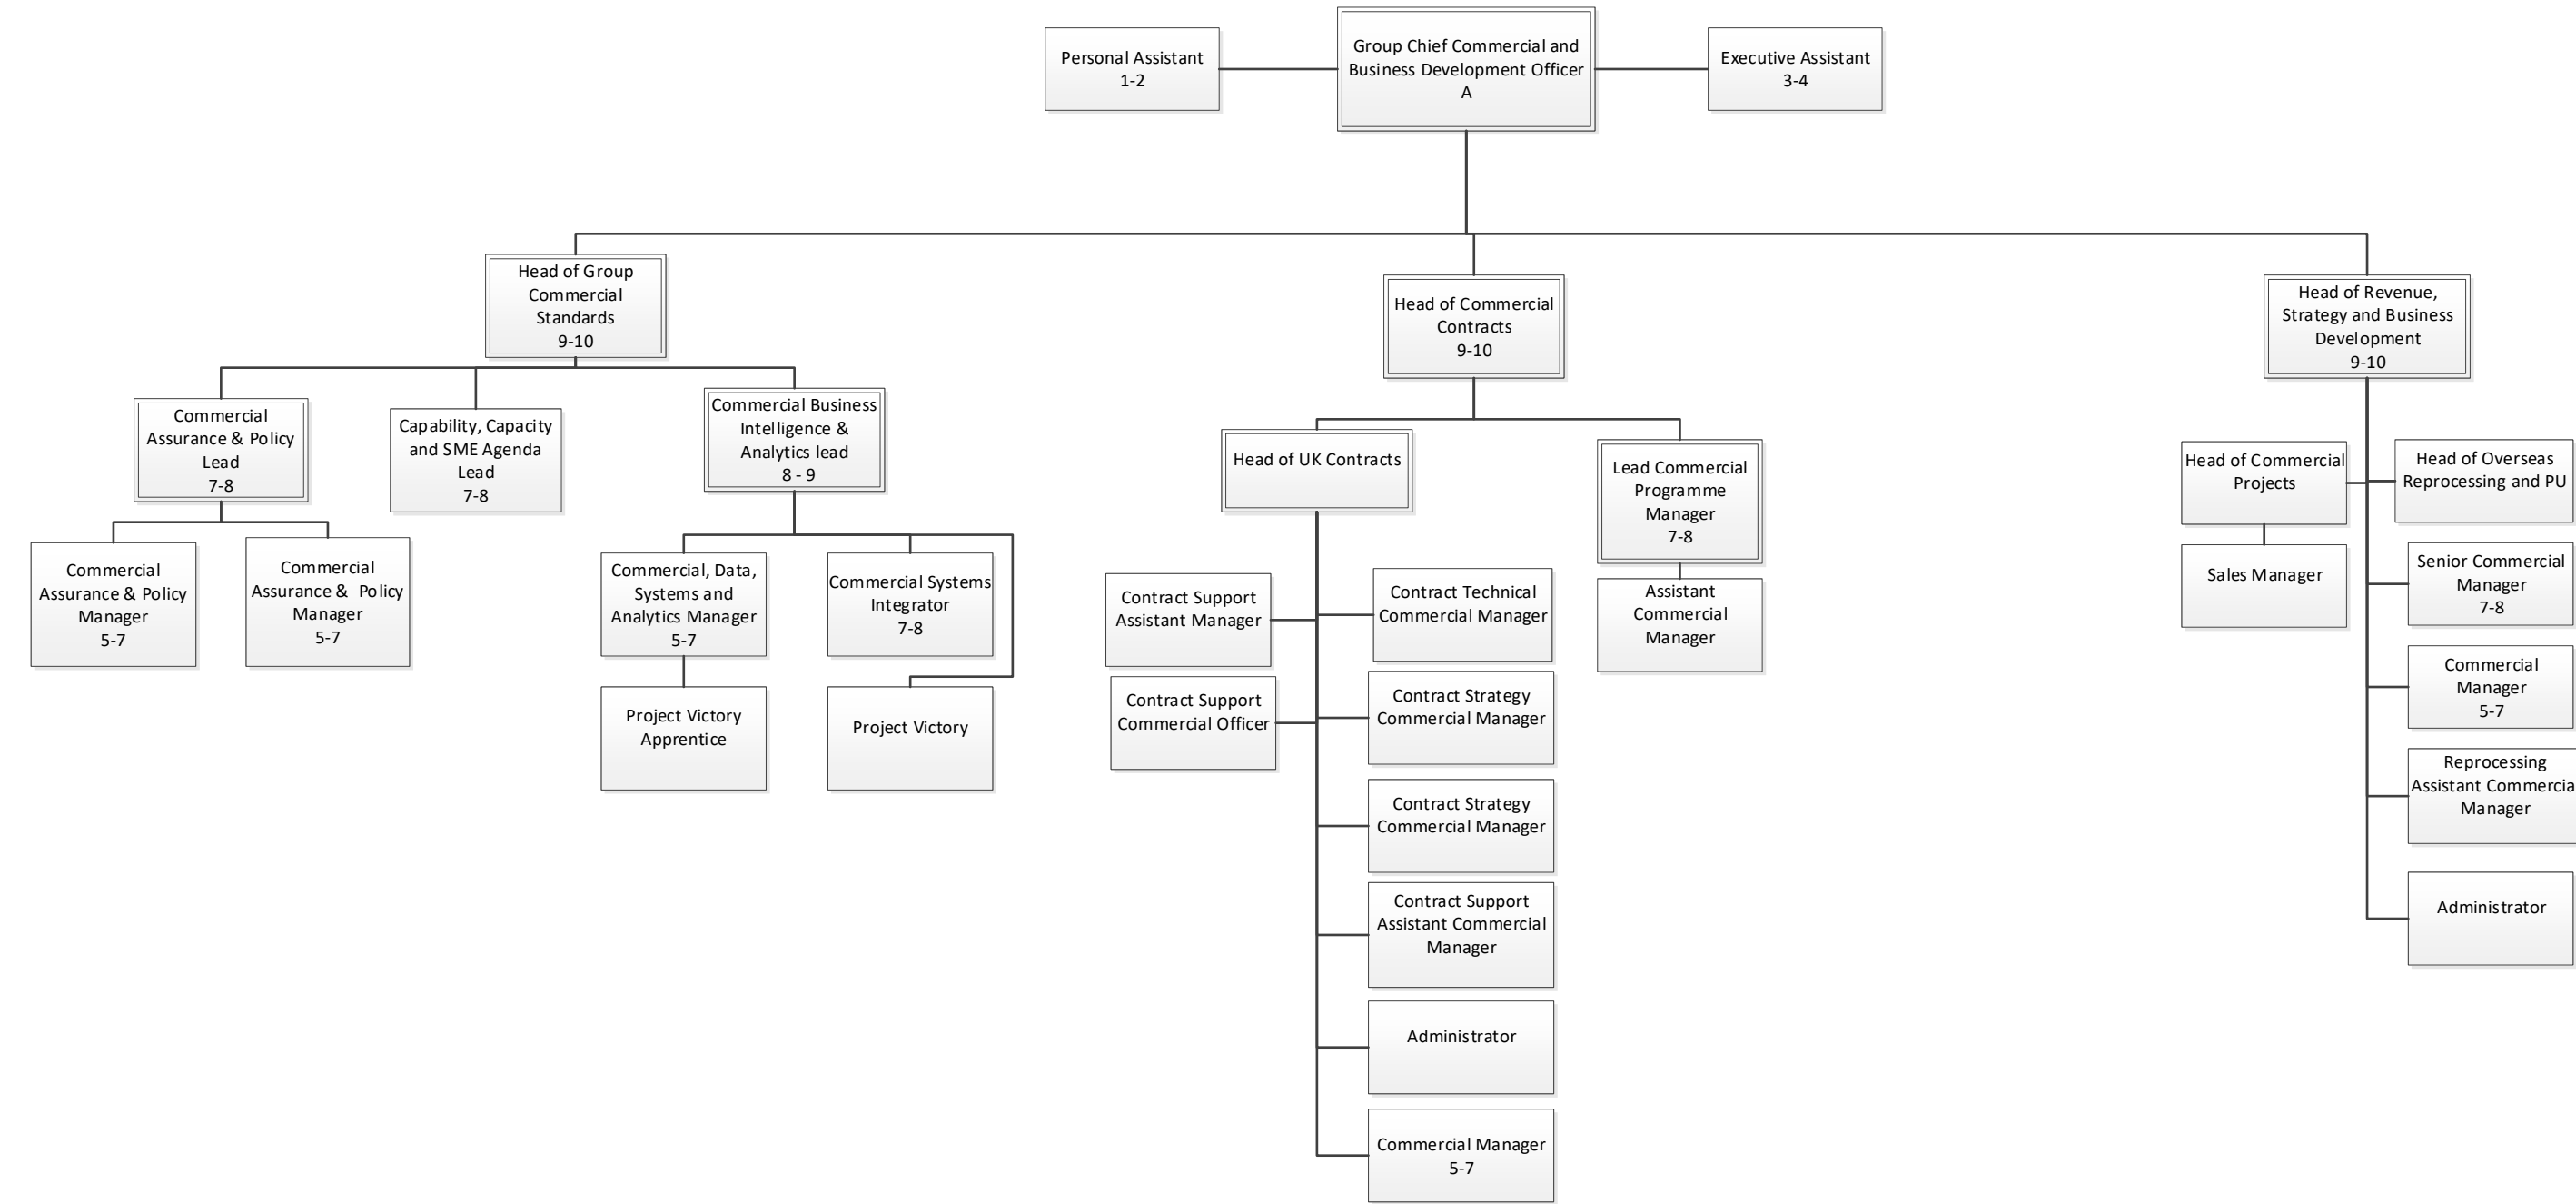 Personal Assistant
1-2
Group Chief Commercial and
Business Development Officer
A
Executive Assistant
3-4
Head of Group
Commercial
Standards
9-10
Head of Commercial
Contracts
9-10
Head of Revenue,
Strategy and Business
Development
9-10
Commercial
Assurance & Policy
Lead
7-8
Capability, Capacity
and SME Agenda
Lead
7-8
Commercial Business
Intelligence &
Analytics lead
8 - 9
Head of UK Contracts
Lead Commercial
Programme
Manager
7-8
Head of Commercial
Projects
Head of Overseas
Reprocessing and PU
Commercial
Assurance & Policy
Manager
5-7
Commercial
Assurance &  Policy
Manager
5-7
Commercial, Data,
Systems and
Analytics Manager
5-7
Commercial Systems
Integrator
7-8
Project Victory
Apprentice
Project Victory
Contract Support
Assistant Manager
Contract Technical
Commercial Manager
Contract Support
Commercial Officer
Contract Strategy
Commercial Manager
Contract Strategy
Commercial Manager
Contract Support
Assistant Commercial
Manager
Administrator
Commercial Manager
5-7
Assistant
Commercial
Manager
Sales Manager
Senior Commercial
Manager
7-8
Commercial
Manager
5-7
Reprocessing
Assistant Commercia
Manager
Administrator